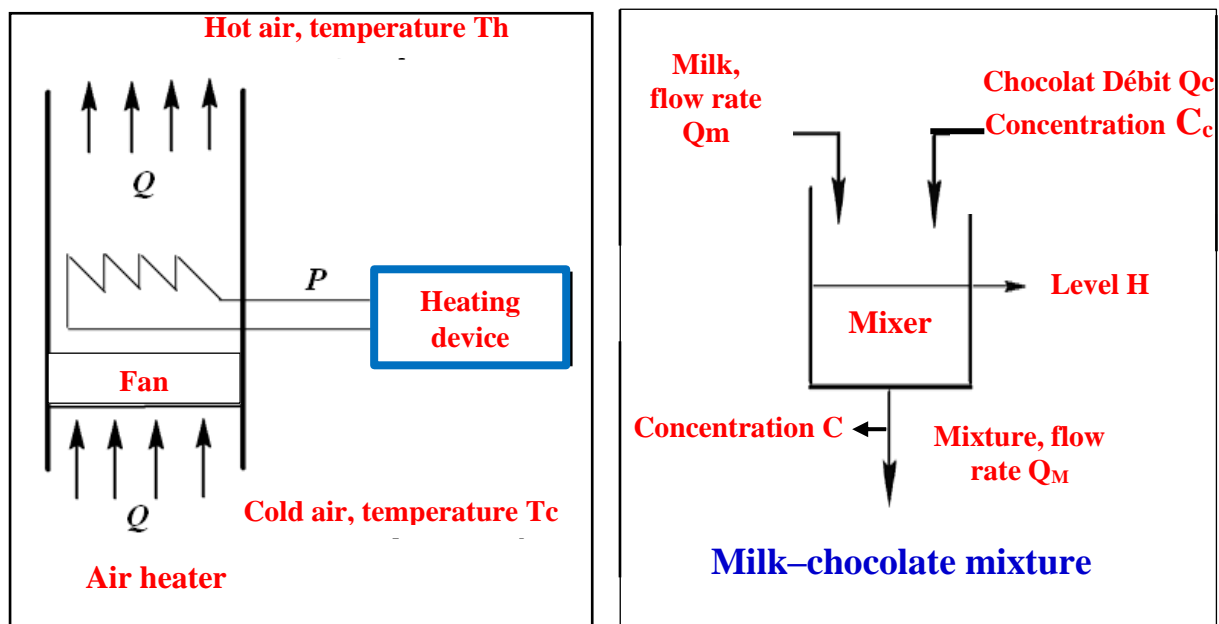 Hot air, temperature Th
Q
P
Heating
device
Fan
Q
Cold air, temperature Tc
Air heater
Milk,
flow rate
Qm
Chocolat Débit Qc
Concentration Cc
Level H
Mixer
Concentration C
Mixture, flow
rate QM
Milk–chocolate mixture